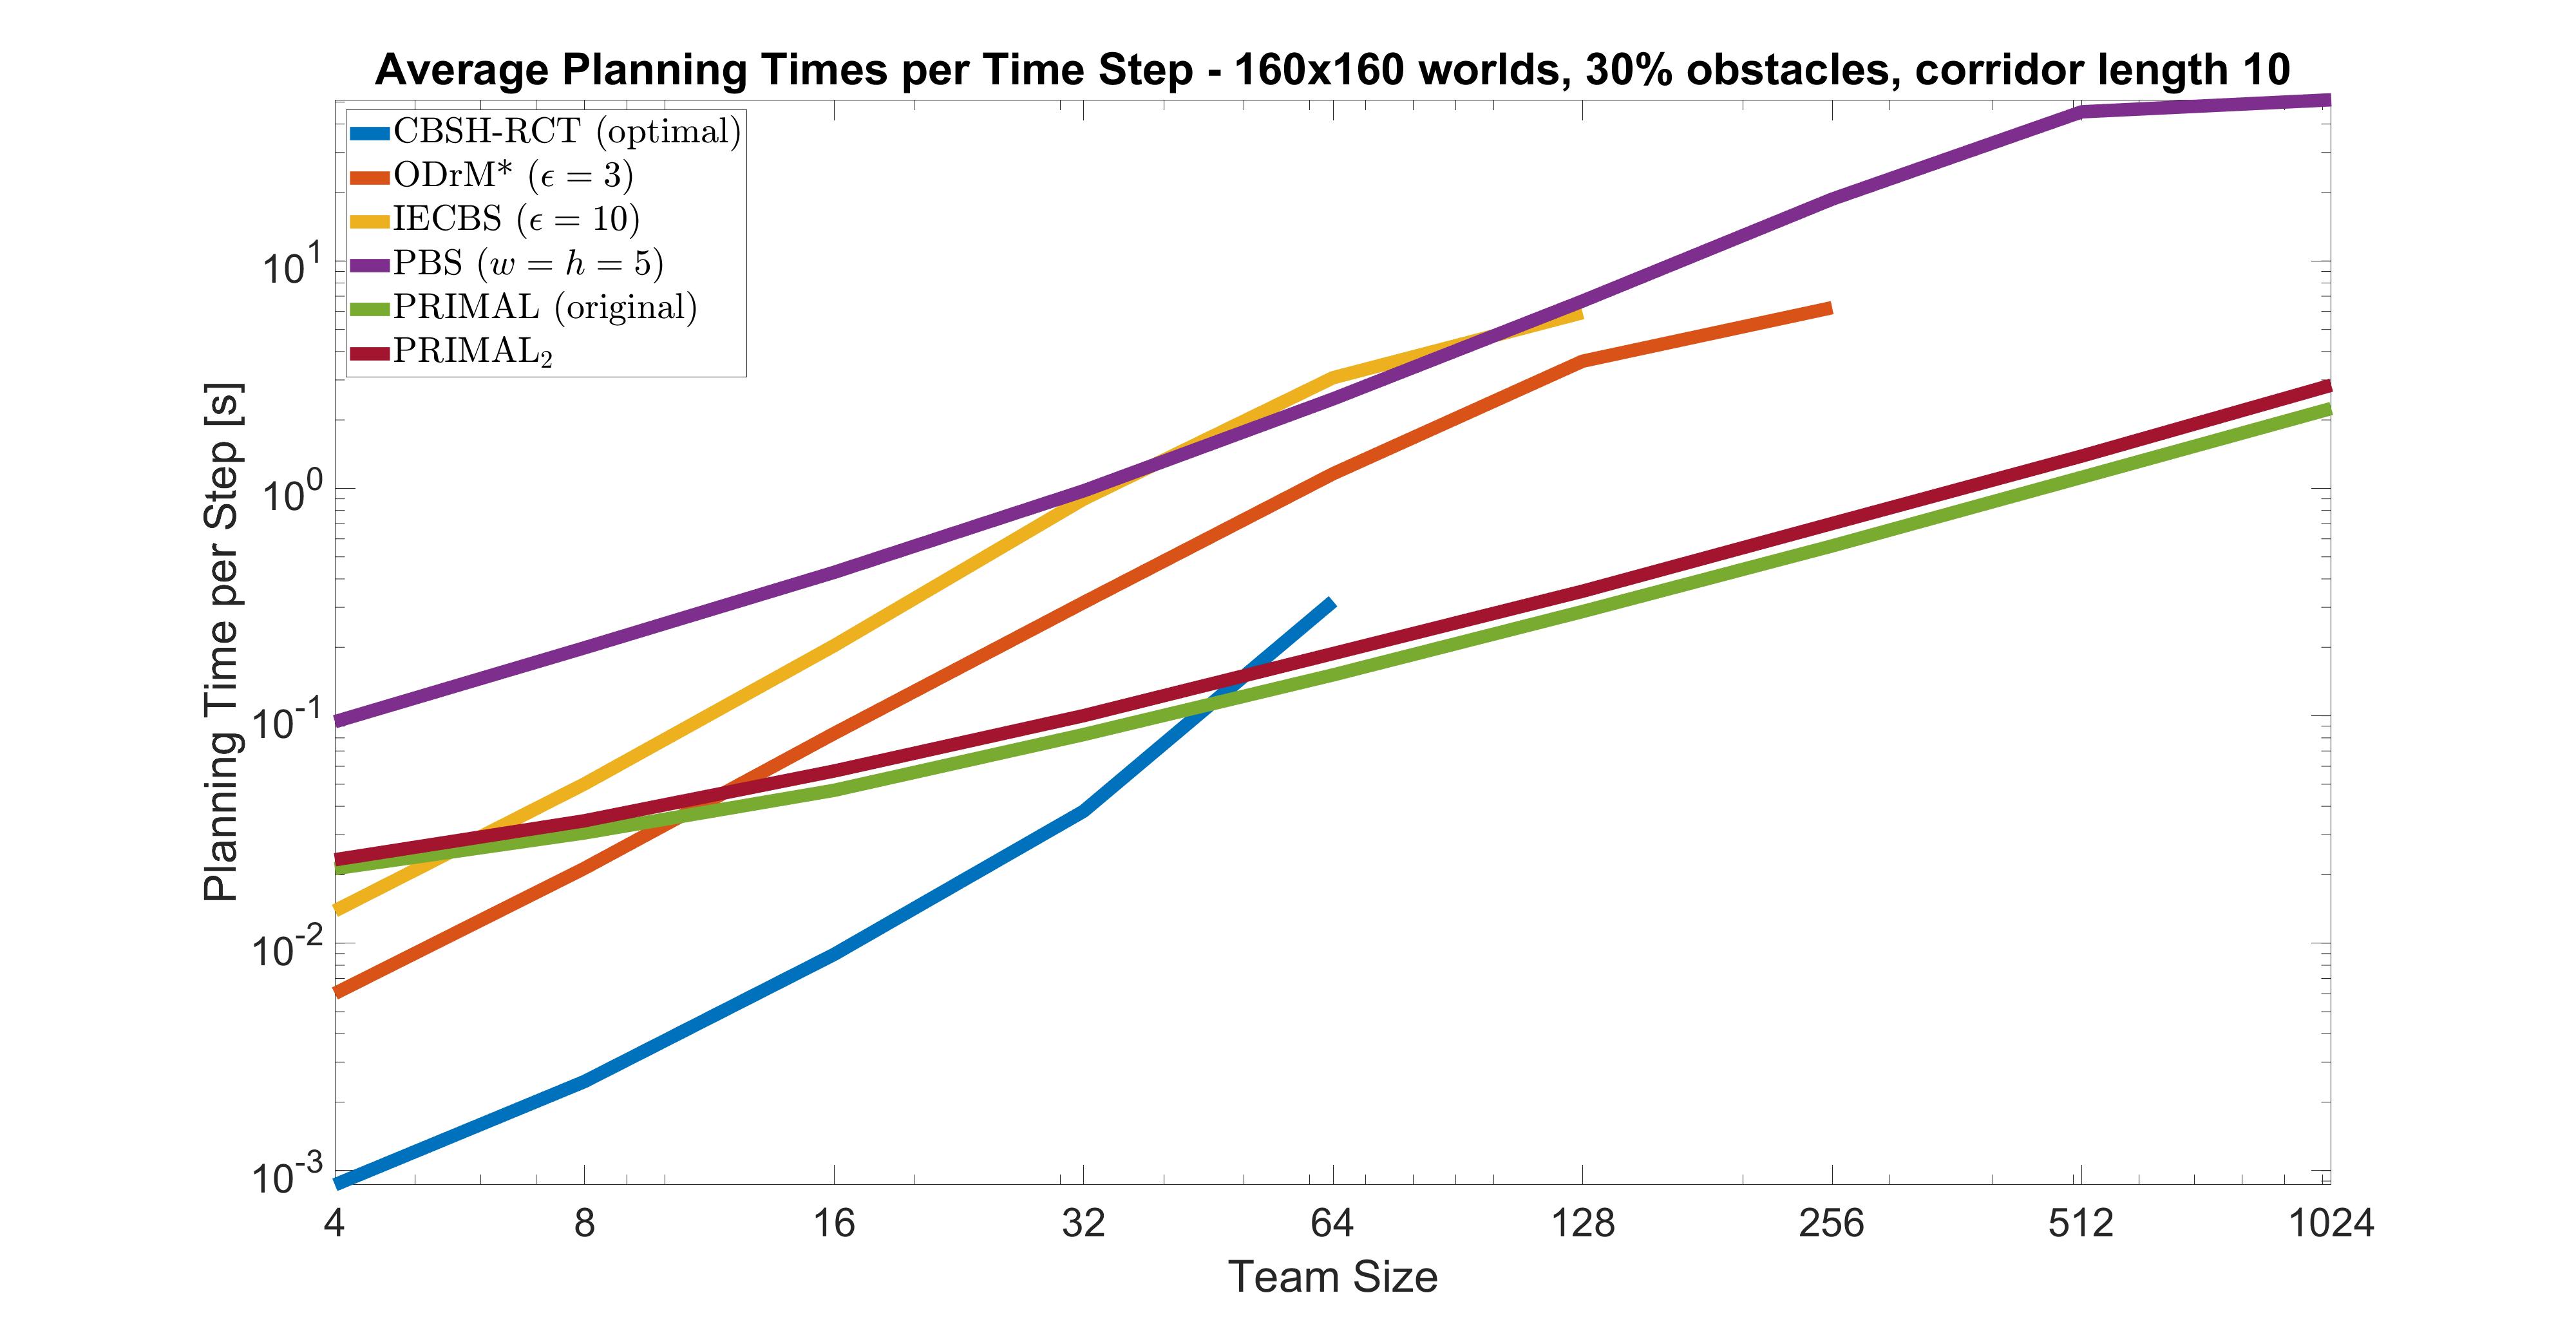 Average Planning Times per Time Step - 160x160 worlds, 30% obstacles, corridor length 10
CBSH-RCT (optimal)
ODrM* (ϵ = 3)
IECBS (ϵ = 10)
PBS (w = h = 5)
PRIMAL (original)
PRIMAL₂
Planning Time per Step [s]
10¹
10⁰
10⁻¹
10⁻²
10⁻³
4 8 16 32 64 128 256 512 1024
Team Size